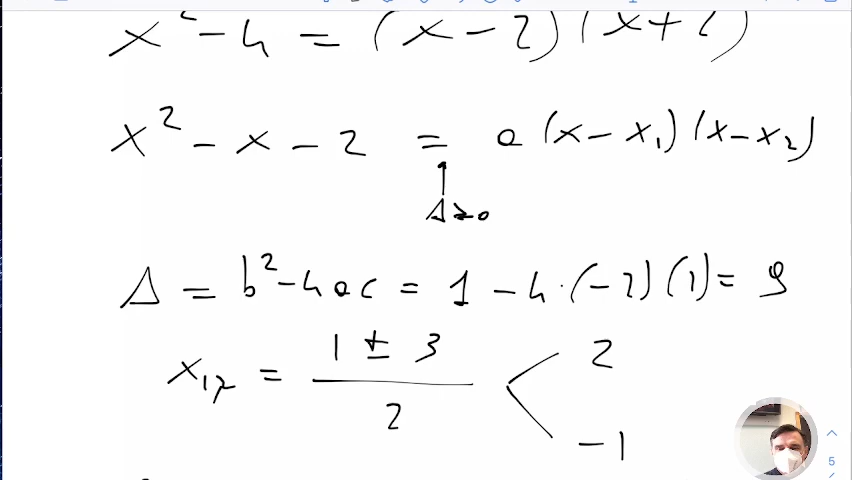 x² - 4 = (x - 2)(x + 2)
x² - x - 2 = a(x - x₁)(x - x₂)
Δ≥0
Δ = b² - 4ac = 1 - 4·(-2)(1) = 9
x₁,₂ = (1 ± 3)/2 < 2
-1
5